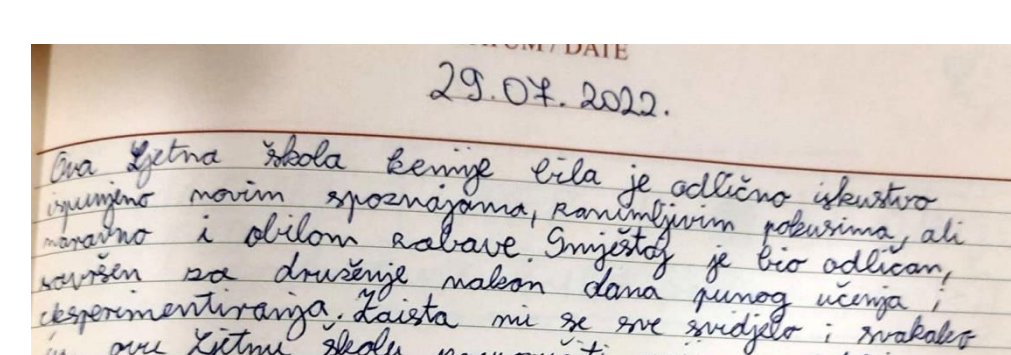 DATUM / DATE
29.07.2022.
Ova Ljetna škola kemije bila je odlično iskustvo
ispunjeno novim spoznajama, zanimljivim pokusima, ali
naravno i obilom zabave. Smještaj je bio odličan,
savršen za druženje nakon dana punog učenja i
eksperimentiranja. Zaista mi se sve svidjelo i svakako
ovu Ljetnu školu